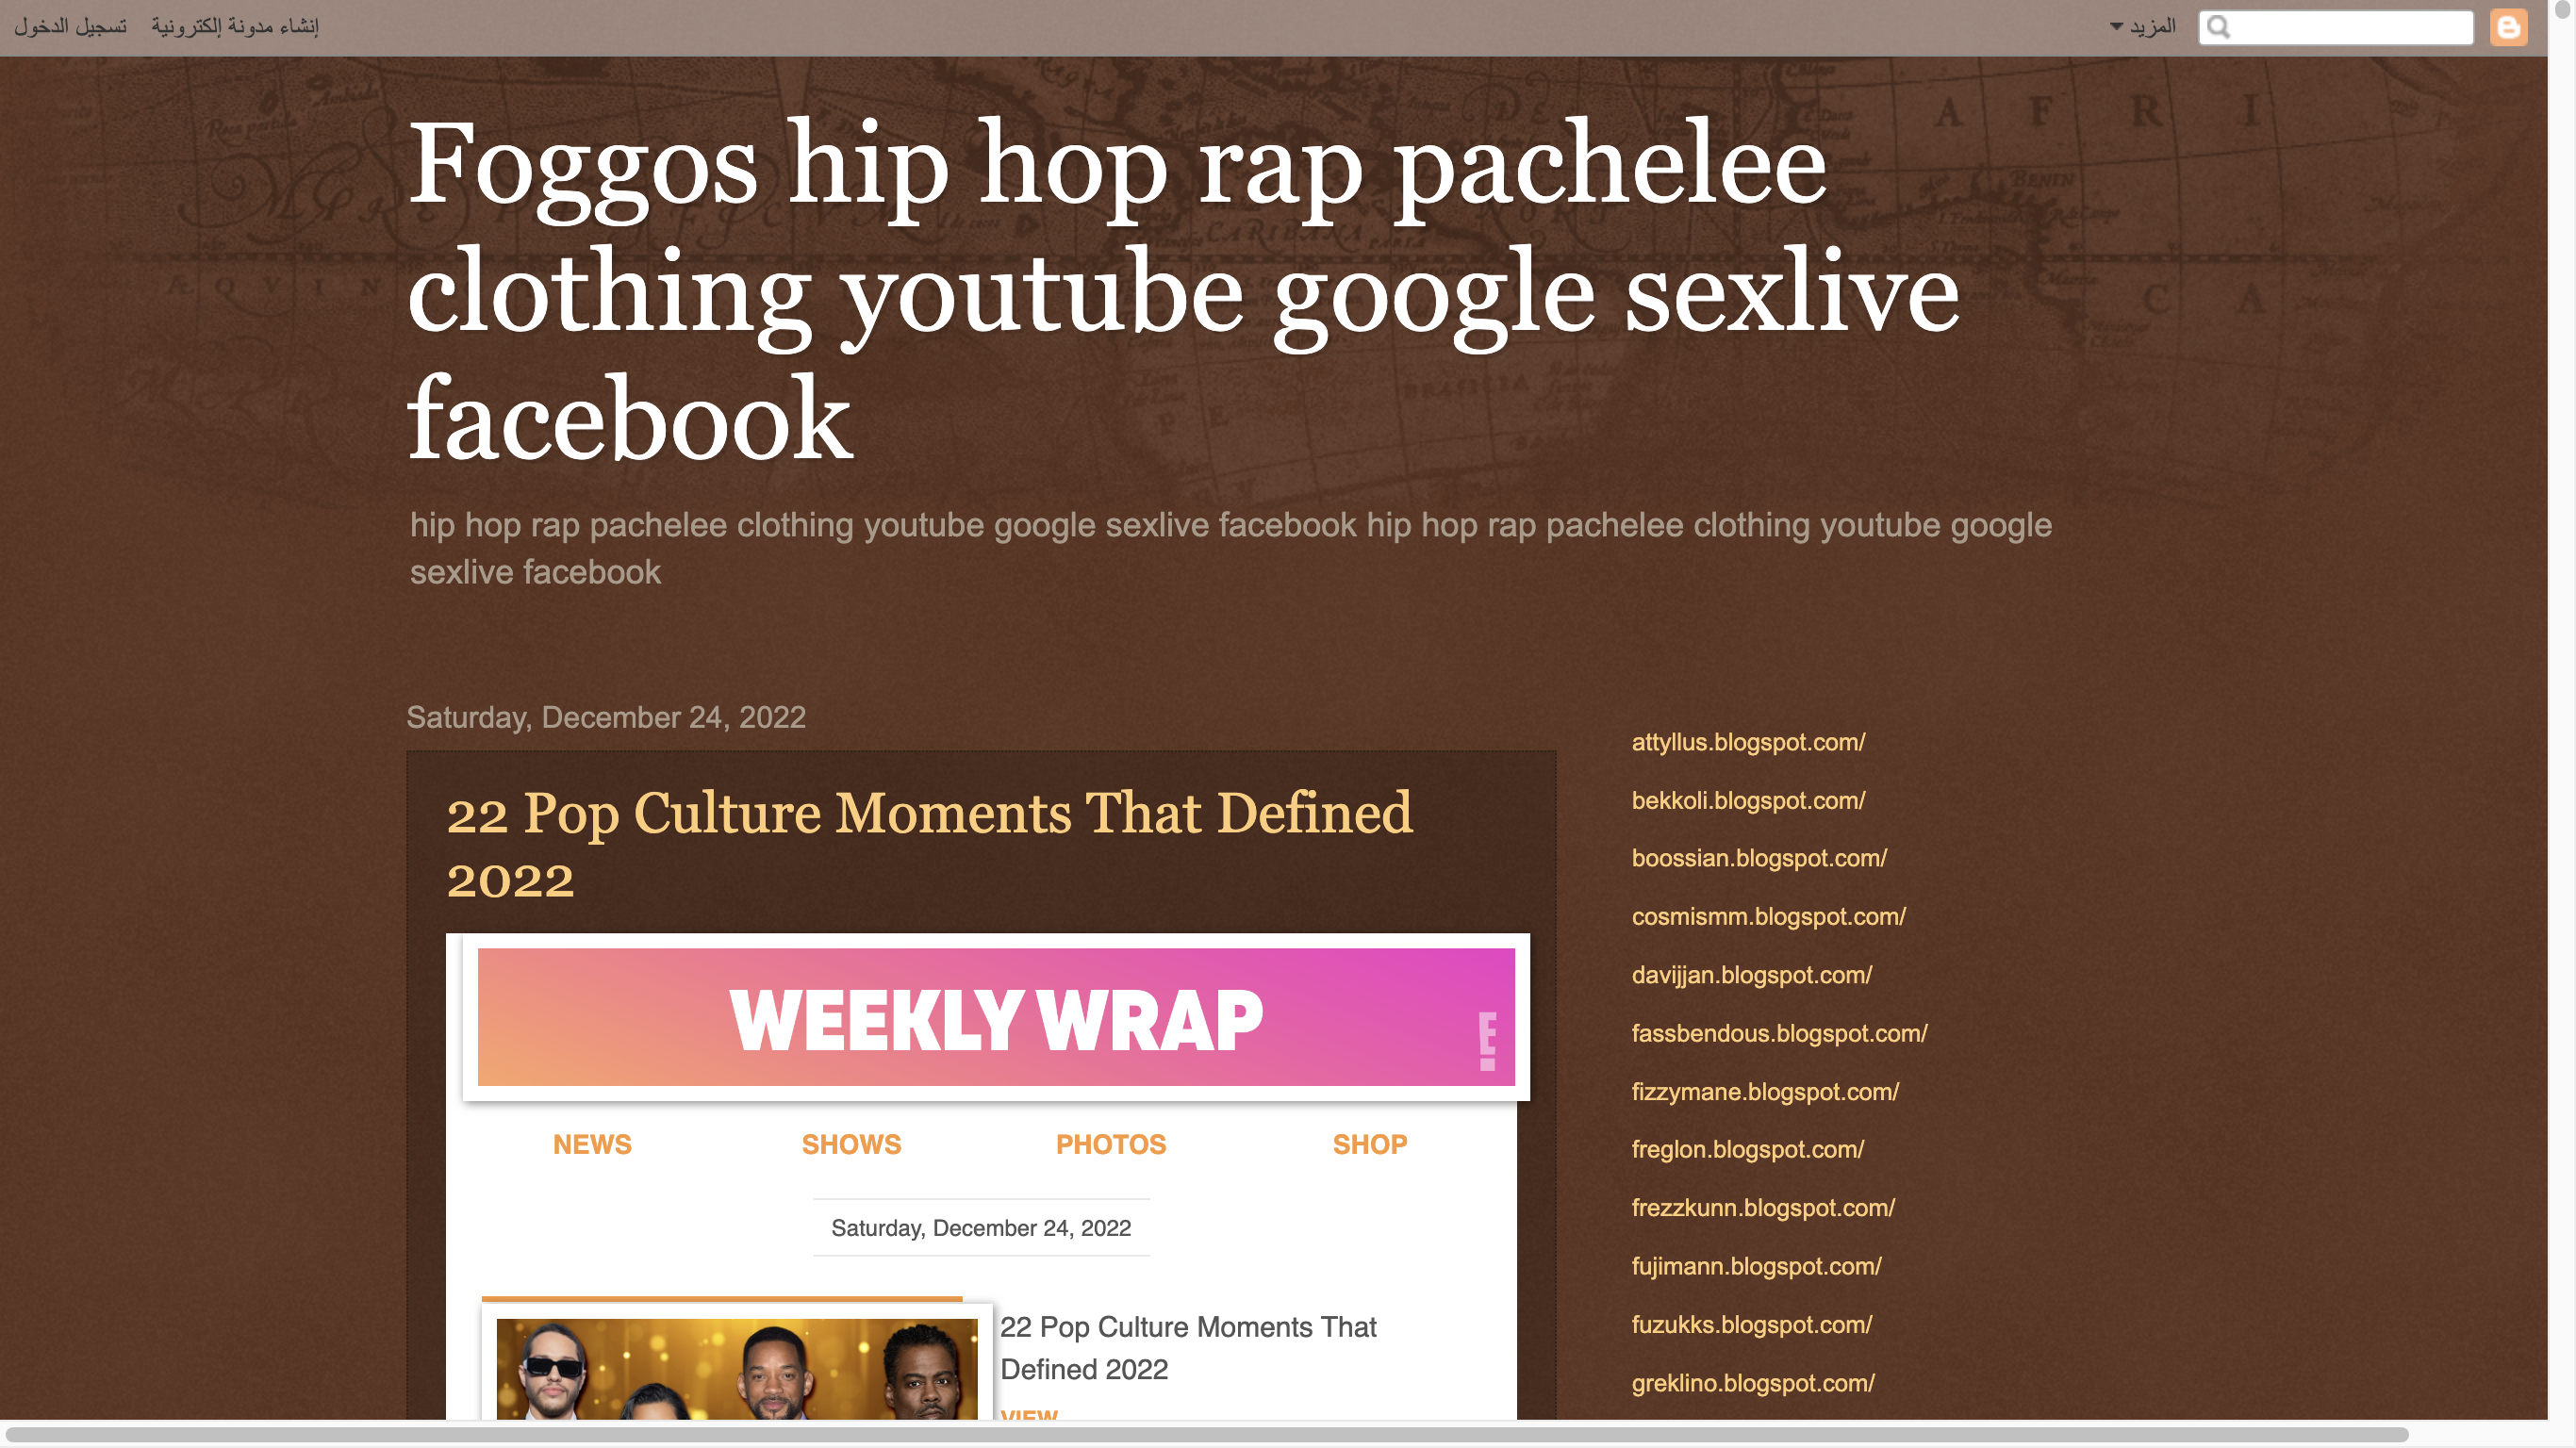 تسجيل الدخول
إنشاء مدونة إلكترونية
المزيد
Foggos hip hop rap pachelee
clothing youtube google sexlive
facebook
hip hop rap pachelee clothing youtube google sexlive facebook hip hop rap pachelee clothing youtube google
sexlive facebook
Saturday, December 24, 2022
22 Pop Culture Moments That Defined
2022
WEEKLY WRAP
E!
NEWS SHOWS PHOTOS SHOP
Saturday, December 24, 2022
22 Pop Culture Moments That
Defined 2022
VIEW
attyllus.blogspot.com/
bekkoli.blogspot.com/
boossian.blogspot.com/
cosmismm.blogspot.com/
davijjan.blogspot.com/
fassbendous.blogspot.com/
fizzymane.blogspot.com/
freglon.blogspot.com/
frezzkunn.blogspot.com/
fujimann.blogspot.com/
fuzukks.blogspot.com/
greklino.blogspot.com/
A F R I
BENIN
C A